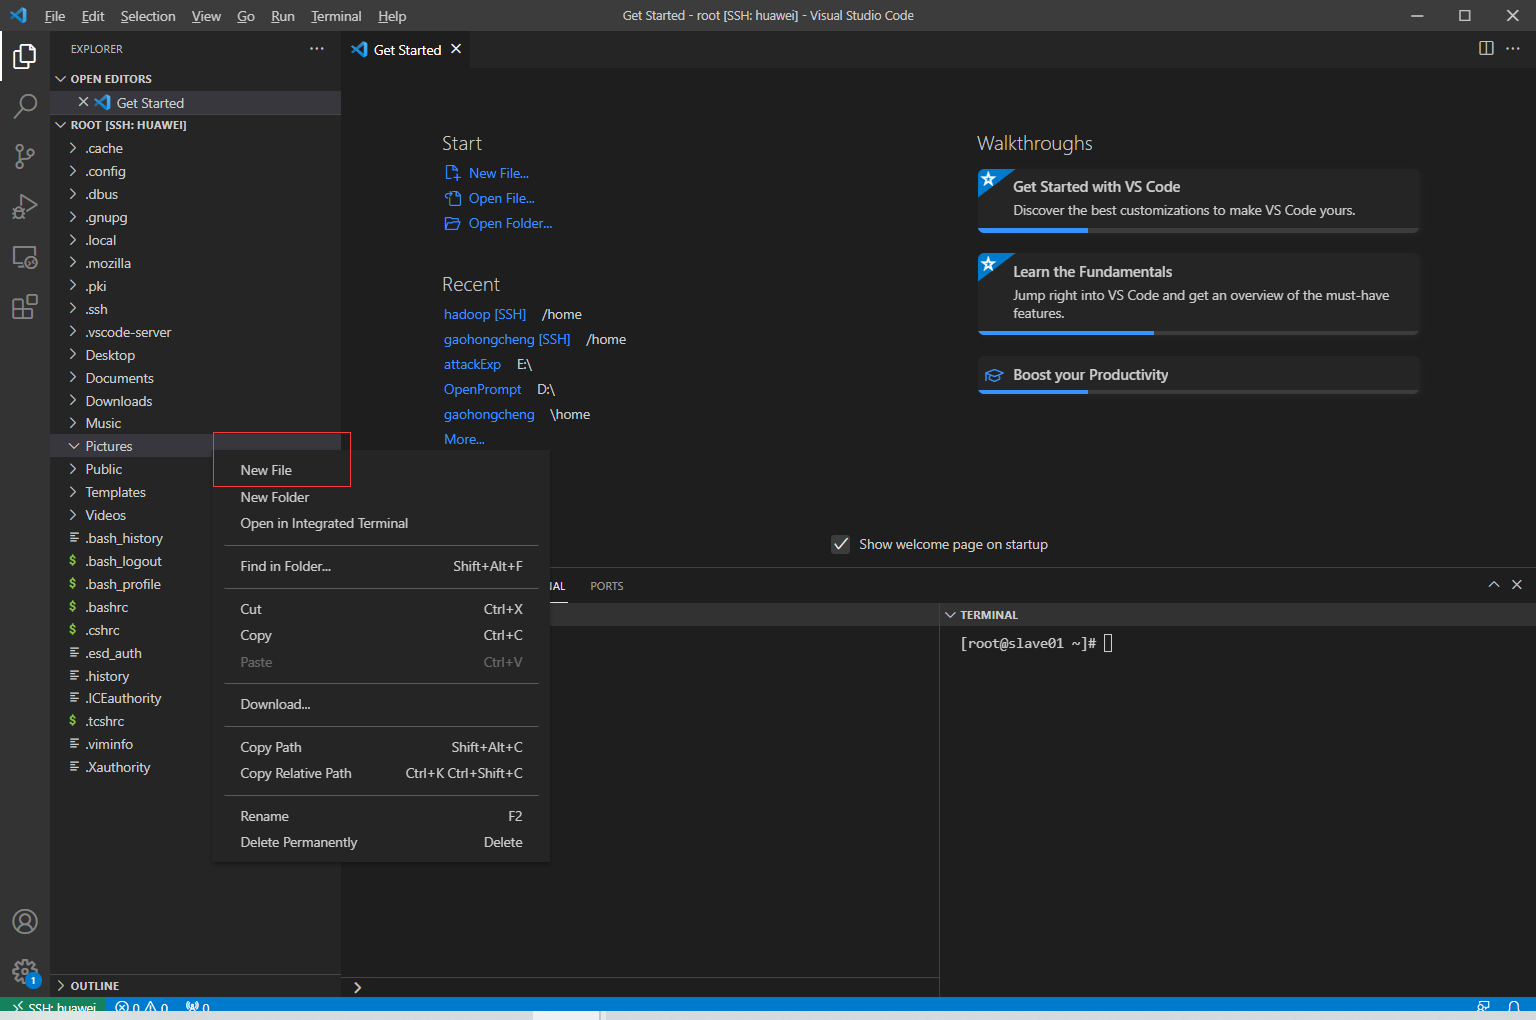 File Edit Selection View Go Run Terminal Help
Get Started - root [SSH: huawei] - Visual Studio Code
EXPLORER
Get Started
OPEN EDITORS
Get Started
ROOT [SSH: HUAWEI]
.cache
.config
.dbus
.gnupg
.local
.mozilla
.pki
.ssh
.vscode-server
Desktop
Documents
Downloads
Music
Pictures
Public
Templates
Videos
.bash_history
$ .bash_logout
$ .bash_profile
$ .bashrc
$ .cshrc
.esd_auth
.history
.ICEauthority
$ .tcshrc
.viminfo
.Xauthority
OUTLINE
Start
New File...
Open File...
Open Folder...
Recent
hadoop [SSH] /home
gaohongcheng [SSH] /home
attackExp E:\
OpenPrompt D:\
gaohongcheng \home
More...
Walkthroughs
Get Started with VS Code
Discover the best customizations to make VS Code yours.
Learn the Fundamentals
Jump right into VS Code and get an overview of the must-have
features.
Boost your Productivity
Show welcome page on startup
New File
New Folder
Open in Integrated Terminal
Find in Folder... Shift+Alt+F
Cut Ctrl+X
Copy Ctrl+C
Paste Ctrl+V
Download...
Copy Path Shift+Alt+C
Copy Relative Path Ctrl+K Ctrl+Shift+C
Rename F2
Delete Permanently Delete
NAL PORTS
TERMINAL
[root@slave01 ~]#
1
SSH: huawei 0 0 0